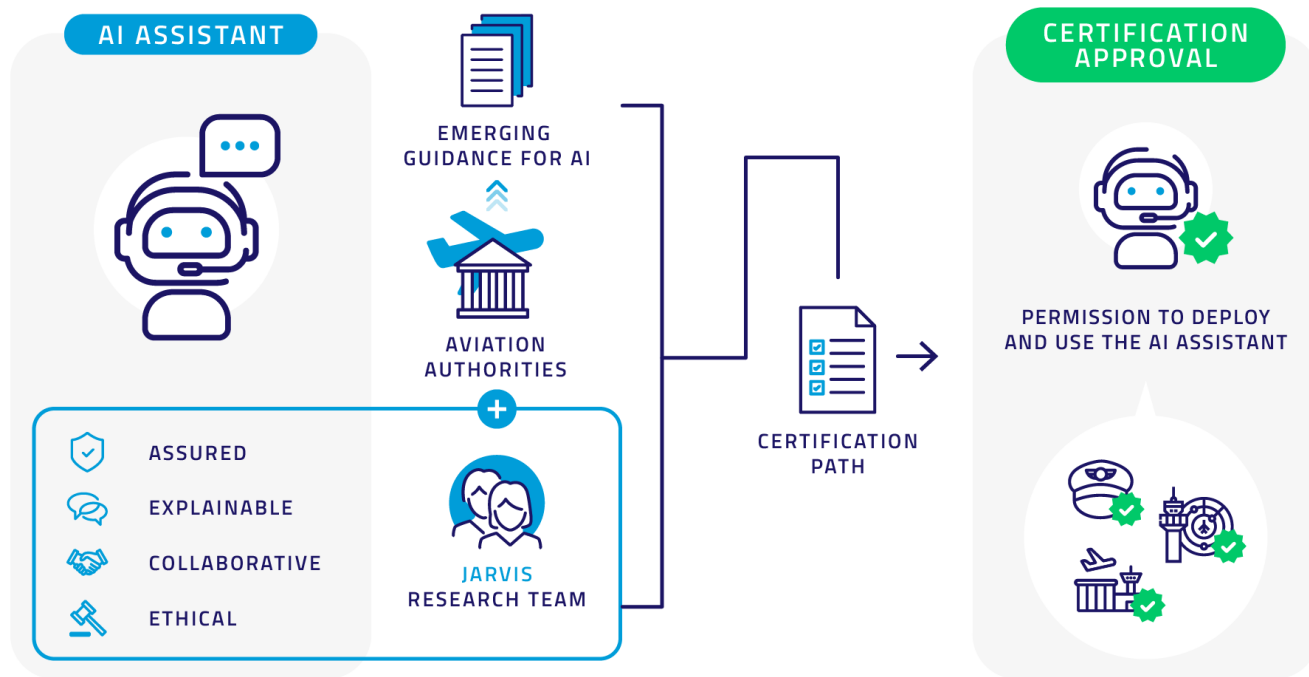 AI ASSISTANT
EMERGING
GUIDANCE FOR AI
AVIATION
AUTHORITIES
ASSURED
EXPLAINABLE
COLLABORATIVE
ETHICAL
JARVIS
RESEARCH TEAM
CERTIFICATION
PATH
CERTIFICATION
APPROVAL
PERMISSION TO DEPLOY
AND USE THE AI ASSISTANT